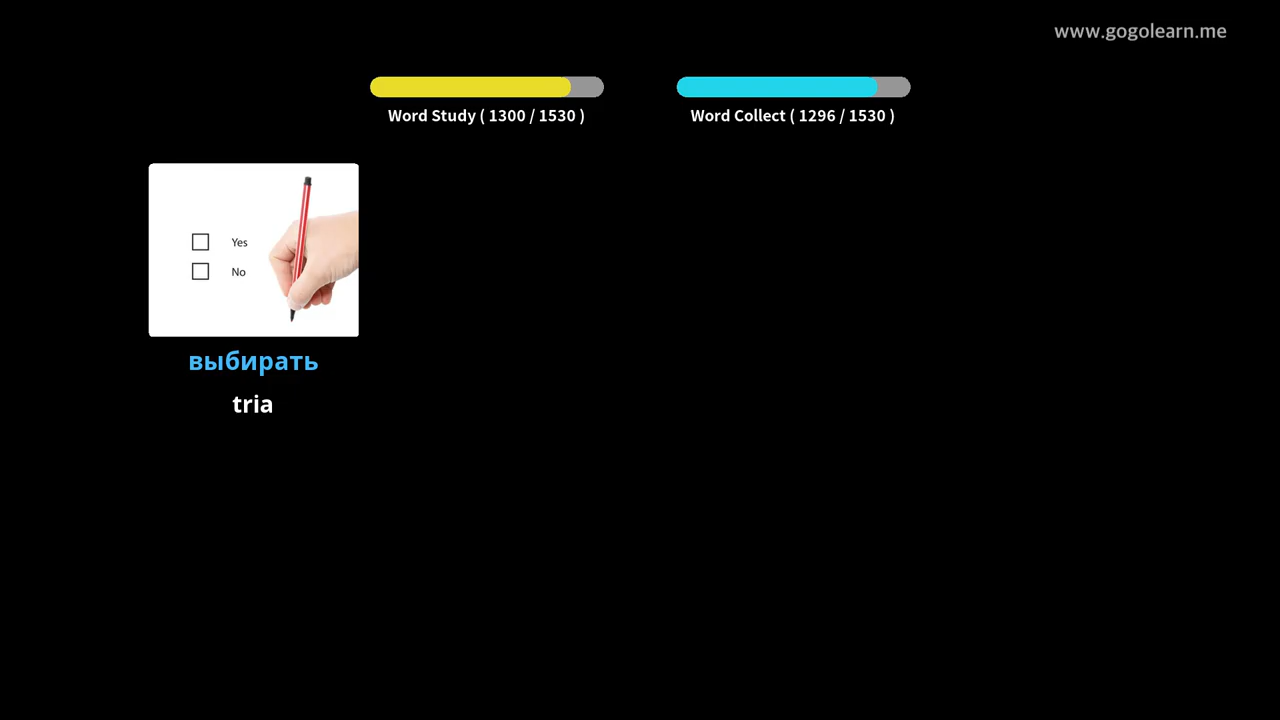 www.gogolearn.me
Word Study ( 1300 / 1530 )
Word Collect ( 1296 / 1530 )
Yes
No
выбирать
tria